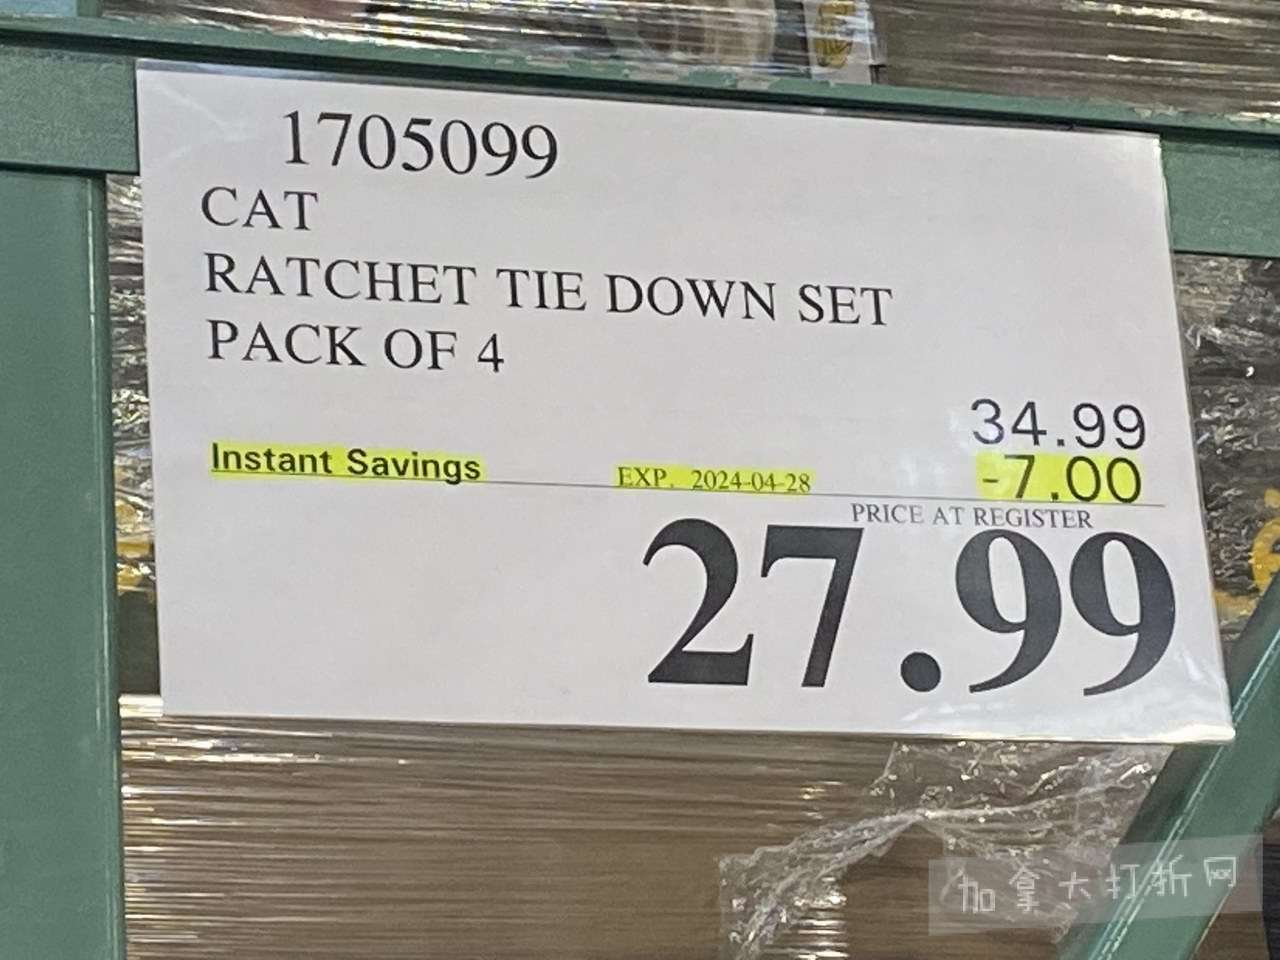 1705099
CAT
RATCHET TIE DOWN SET
PACK OF 4
34.99
Instant Savings EXP. 2024-04-28 -7.00
PRICE AT REGISTER
27.99
加拿大打折网